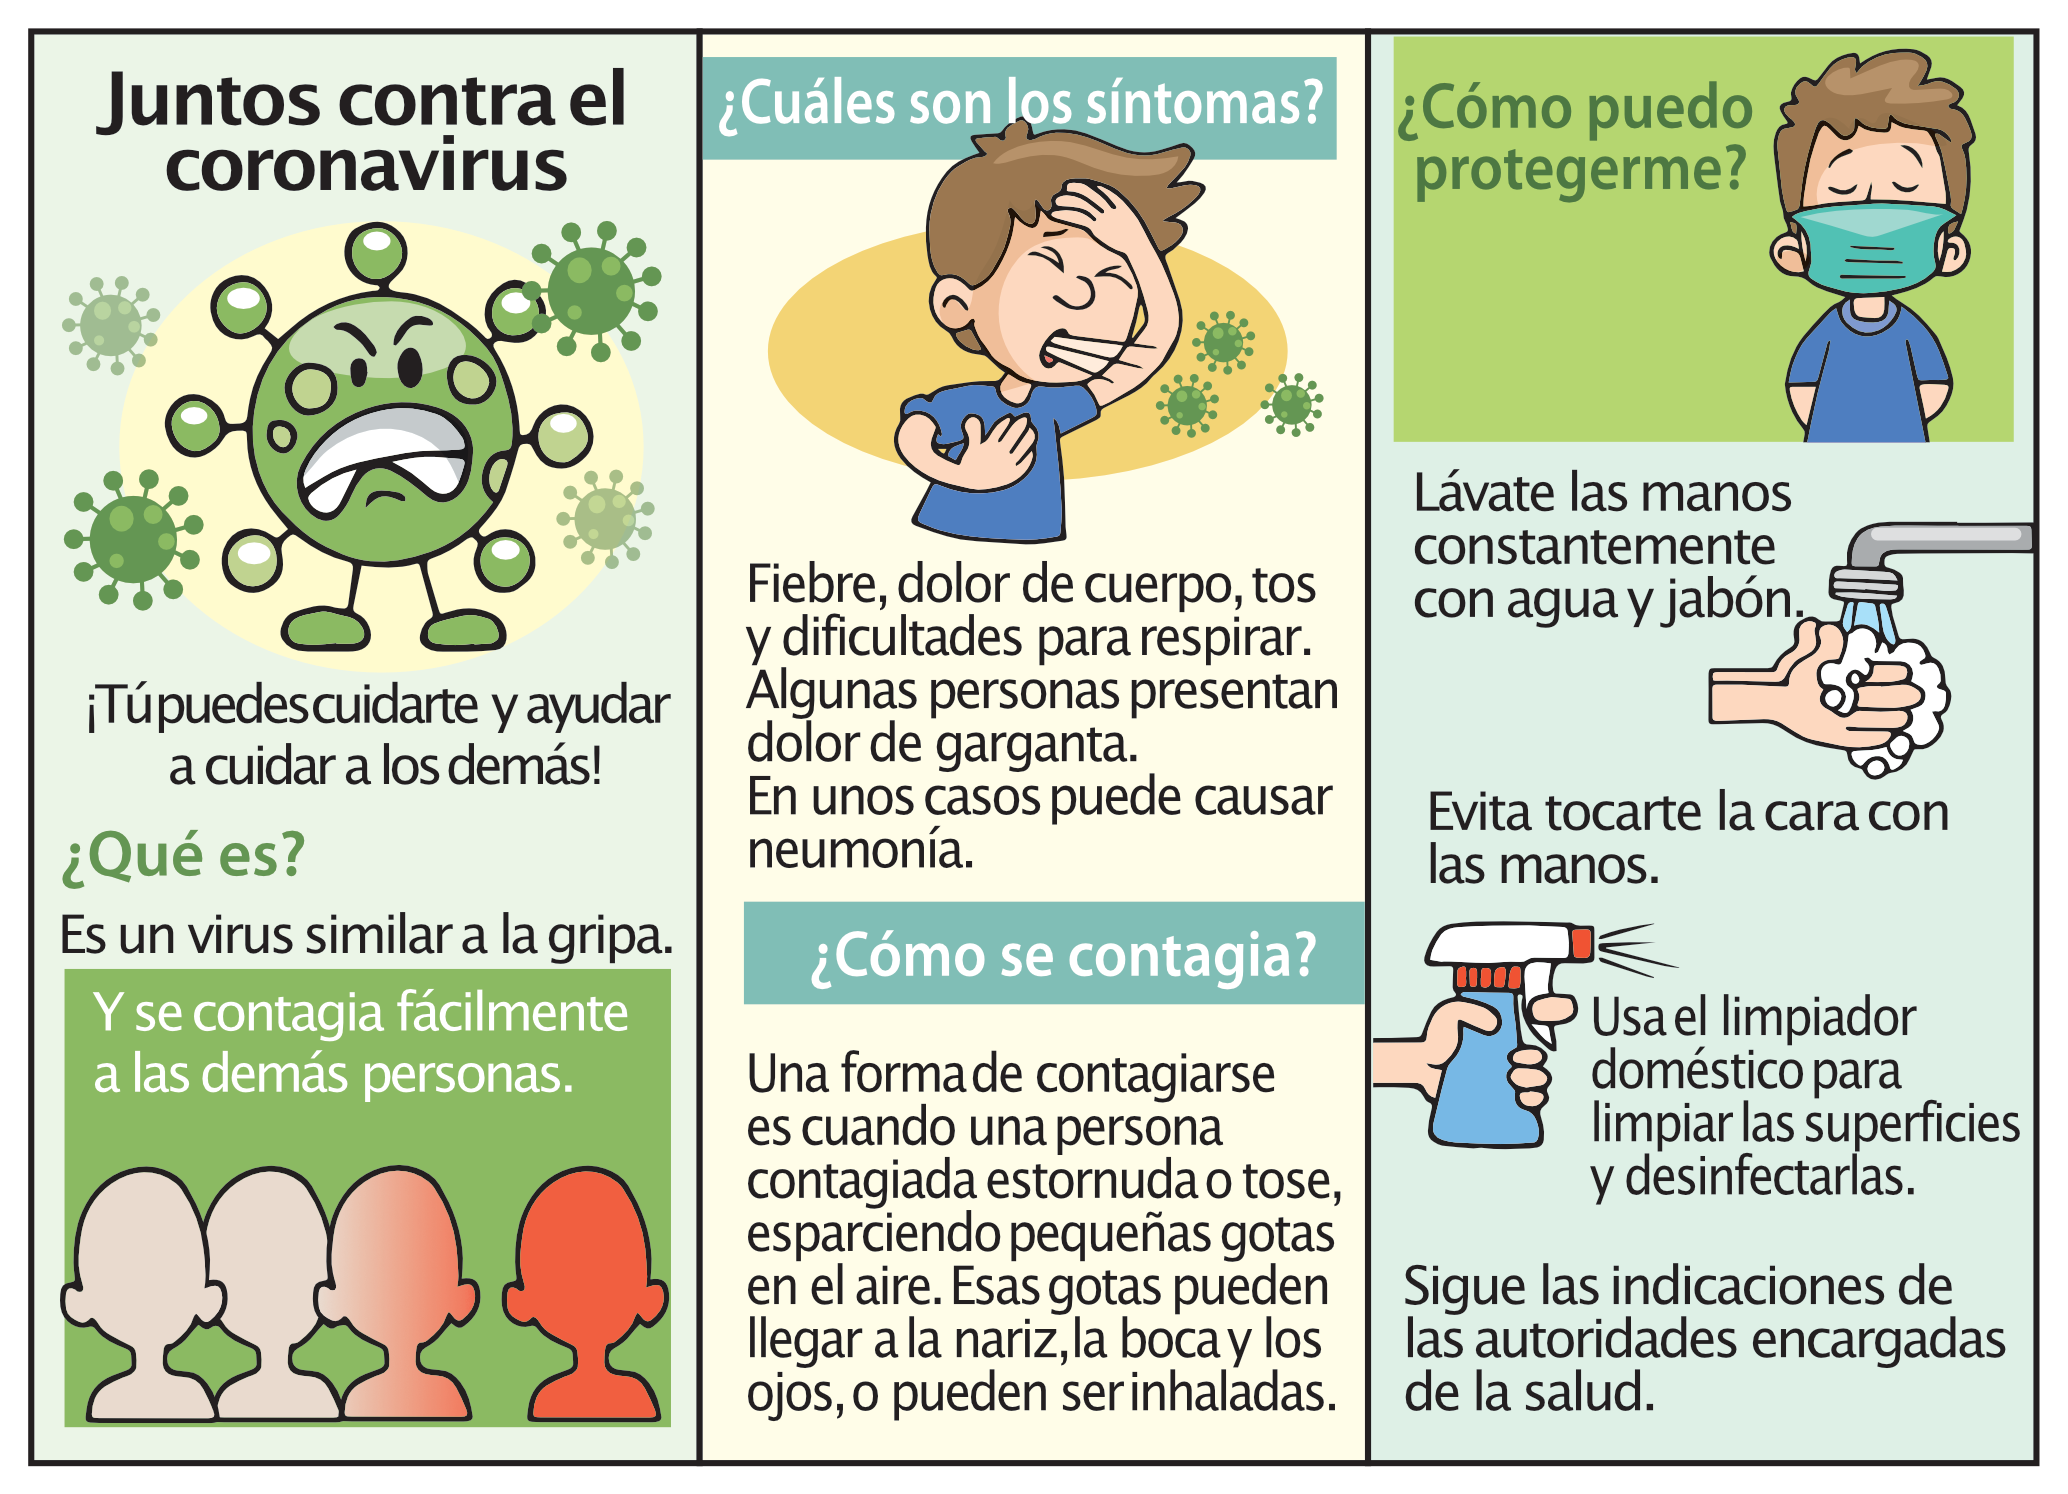 Juntos contra el
coronavirus
¡Tú puedes cuidarte y ayudar
a cuidar a los demás!
¿Qué es?
Es un virus similar a la gripa.
Y se contagia fácilmente
a las demás personas.
¿Cuáles son los síntomas?
Fiebre, dolor de cuerpo, tos
y dificultades para respirar.
Algunas personas presentan
dolor de garganta.
En unos casos puede causar
neumonía.
¿Cómo se contagia?
Una forma de contagiarse
es cuando una persona
contagiada estornuda o tose,
esparciendo pequeñas gotas
en el aire. Esas gotas pueden
llegar a la nariz, la boca y los
ojos, o pueden ser inhaladas.
¿Cómo puedo
protegerme?
Lávate las manos
constantemente
con agua y jabón.
Evita tocarte la cara con
las manos.
Usa el limpiador
doméstico para
limpiar las superficies
y desinfectarlas.
Sigue las indicaciones de
las autoridades encargadas
de la salud.